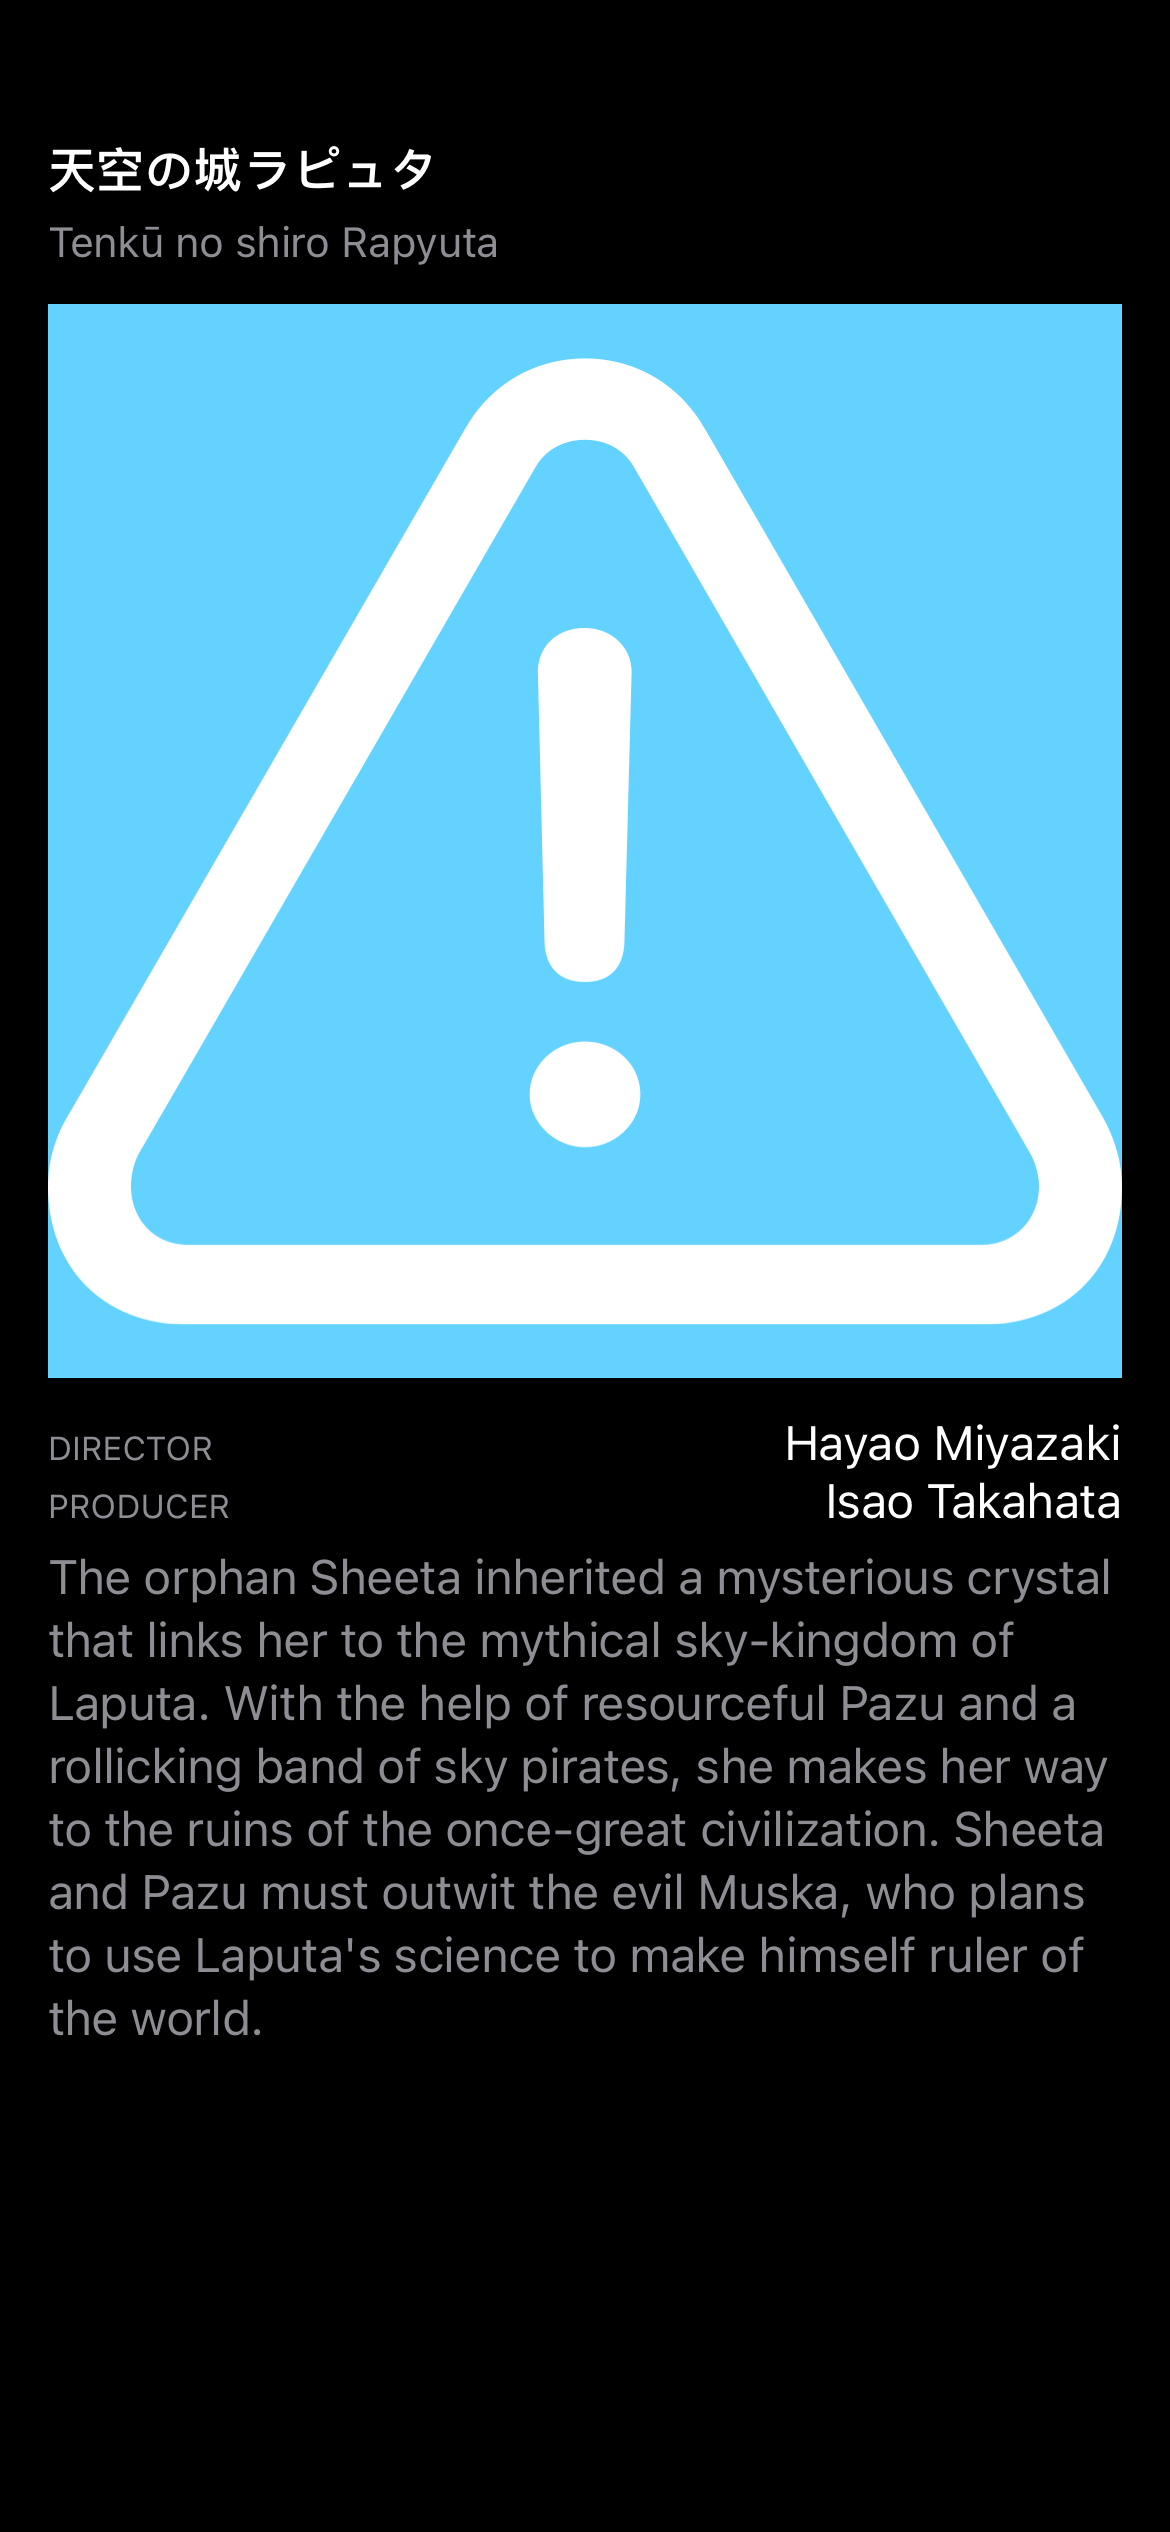 天空の城ラピュタ
Tenkū no shiro Rapyuta
DIRECTOR Hayao Miyazaki
PRODUCER Isao Takahata
The orphan Sheeta inherited a mysterious crystal
that links her to the mythical sky-kingdom of
Laputa. With the help of resourceful Pazu and a
rollicking band of sky pirates, she makes her way
to the ruins of the once-great civilization. Sheeta
and Pazu must outwit the evil Muska, who plans
to use Laputa's science to make himself ruler of
the world.